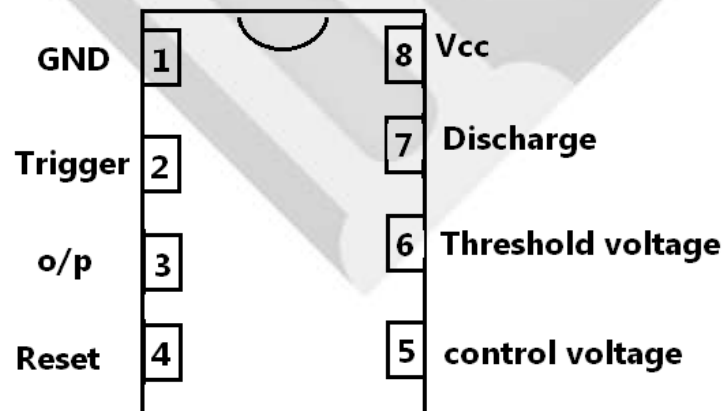 GND 1 8 Vcc
Trigger 2 7 Discharge
o/p 3 6 Threshold voltage
Reset 4 5 control voltage